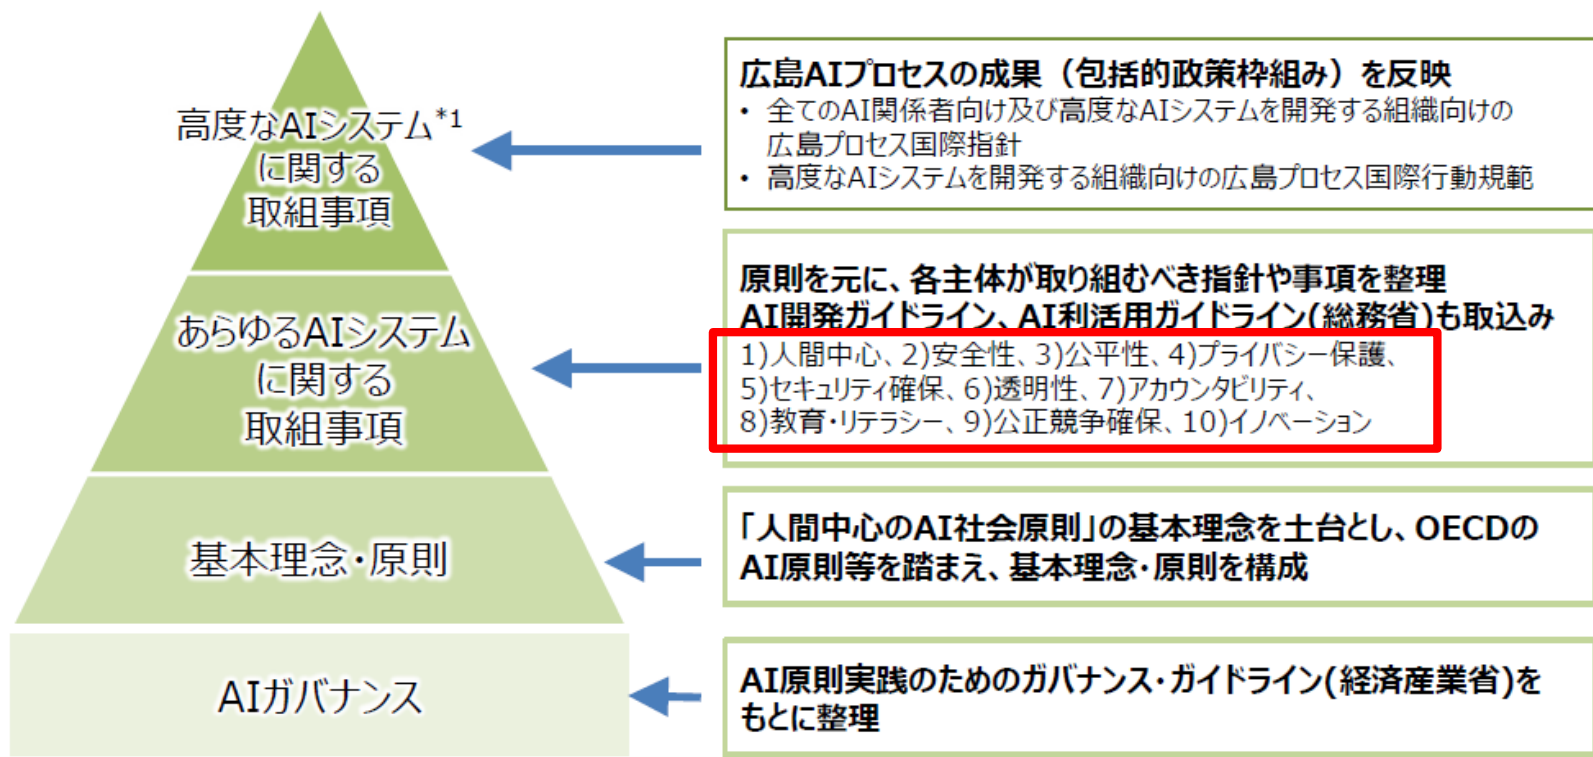 高度なAIシステム*1
に関する
取組事項
広島AIプロセスの成果（包括的政策枠組み）を反映
• 全てのAI関係者向け及び高度なAIシステムを開発する組織向けの
広島プロセス国際指針
• 高度なAIシステムを開発する組織向けの広島プロセス国際行動規範
あらゆるAIシステム
に関する
取組事項
原則を元に、各主体が取り組むべき指針や事項を整理
AI開発ガイドライン、AI利活用ガイドライン(総務省)も取込み
1)人間中心、2)安全性、3)公平性、4)プライバシー保護、
5)セキュリティ確保、6)透明性、7)アカウンタビリティ、
8)教育・リテラシー、9)公正競争確保、10)イノベーション
基本理念・原則
「人間中心のAI社会原則」の基本理念を土台とし、OECDの
AI原則等を踏まえ、基本理念・原則を構成
AIガバナンス
AI原則実践のためのガバナンス・ガイドライン(経済産業省)を
もとに整理